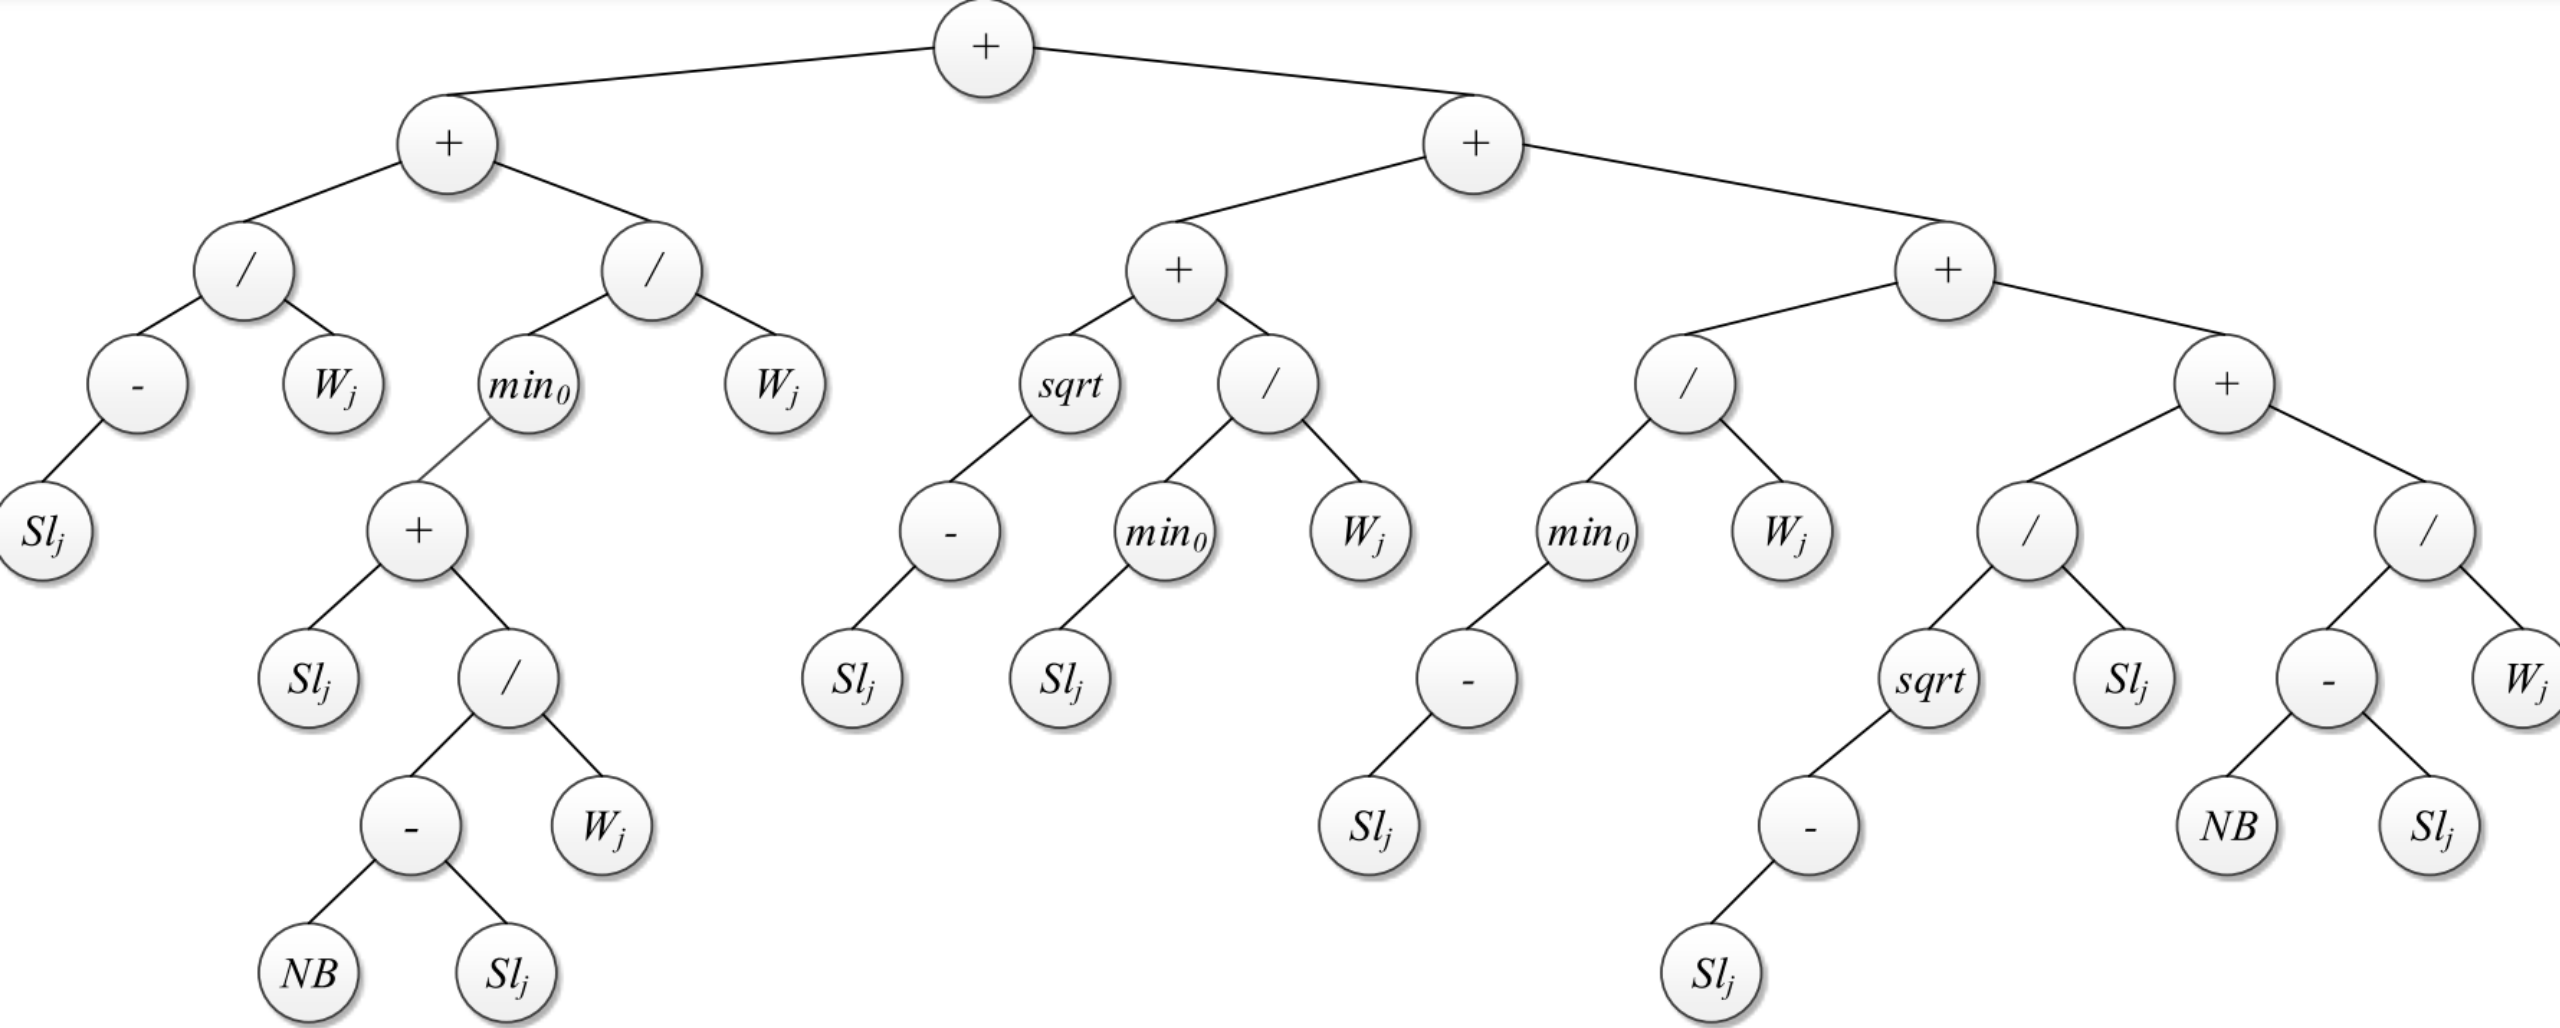 +
+ +
/ / + +
- Wj min0 Wj sqrt / / +
Slj + - min0 Wj min0 Wj / /
Slj / Slj Slj - sqrt Slj - Wj
- Wj Slj - NB Slj
NB Slj Slj